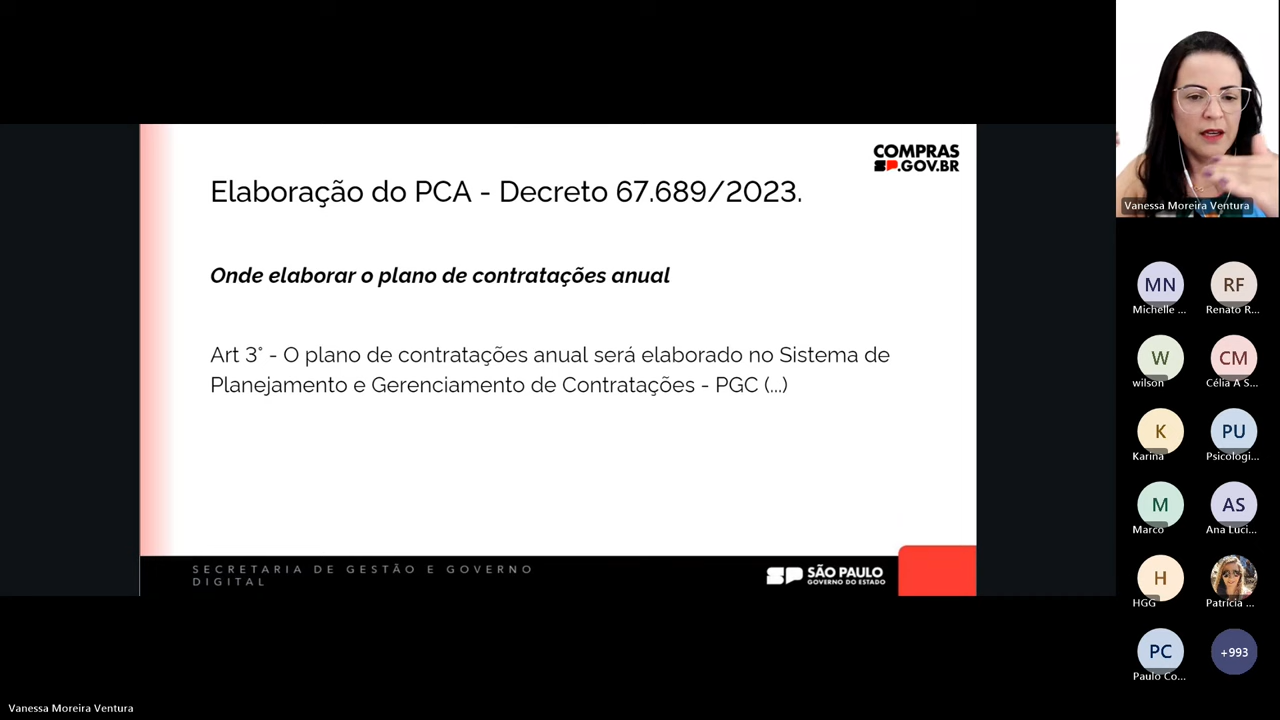 COMPRAS
SP.GOV.BR
Elaboração do PCA - Decreto 67.689/2023.
Onde elaborar o plano de contratações anual
Art 3° - O plano de contratações anual será elaborado no Sistema de
Planejamento e Gerenciamento de Contratações - PGC (...)
SECRETARIA DE GESTÃO E GOVERNO
DIGITAL
SP SÃO PAULO
GOVERNO DO ESTADO
Vanessa Moreira Ventura
MN
Michelle ...
RF
Renato R...
W
wilson
CM
Célia A S...
K
Karina
PU
Psicologi...
M
Marco
AS
Ana Luci...
H
HGG
Patrícia ...
PC
Paulo Co...
+993
Vanessa Moreira Ventura